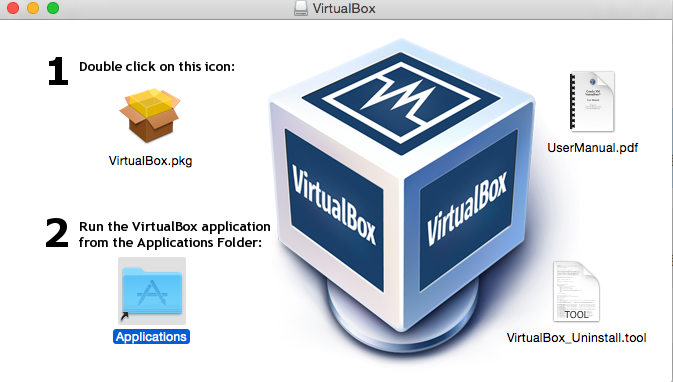 VirtualBox
1 Double click on this icon:
VirtualBox.pkg
2 Run the VirtualBox application
from the Applications Folder:
Applications
VirtualBox
VirtualBox
UserManual.pdf
TOOL
VirtualBox_Uninstall.tool